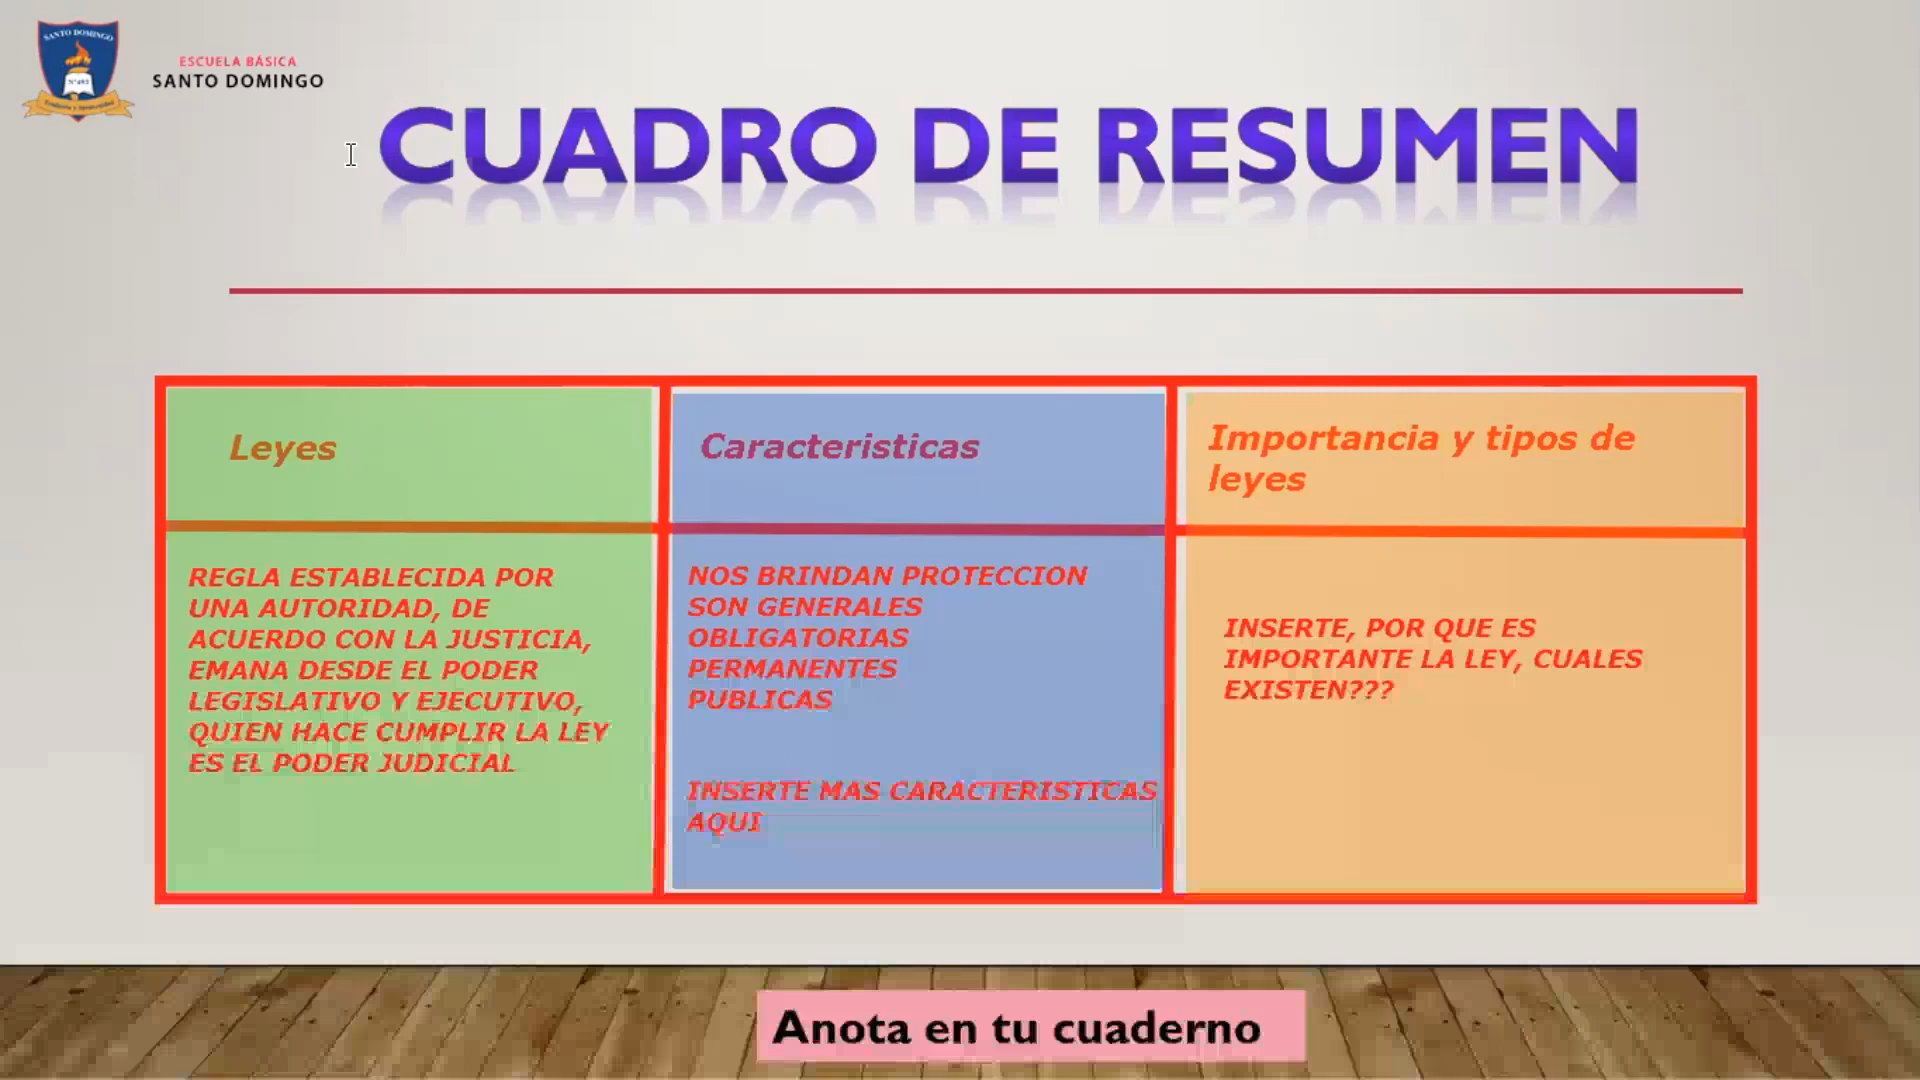 SANTO DOMINGO
ESCUELA BÁSICA
SANTO DOMINGO
CUADRO DE RESUMEN
Leyes
Caracteristicas
Importancia y tipos de
leyes
REGLA ESTABLECIDA POR
UNA AUTORIDAD, DE
ACUERDO CON LA JUSTICIA,
EMANA DESDE EL PODER
LEGISLATIVO Y EJECUTIVO,
QUIEN HACE CUMPLIR LA LEY
ES EL PODER JUDICIAL
NOS BRINDAN PROTECCION
SON GENERALES
OBLIGATORIAS
PERMANENTES
PUBLICAS
INSERTE MAS CARACTERISTICAS
AQUI
INSERTE, POR QUE ES
IMPORTANTE LA LEY, CUALES
EXISTEN???
Anota en tu cuaderno